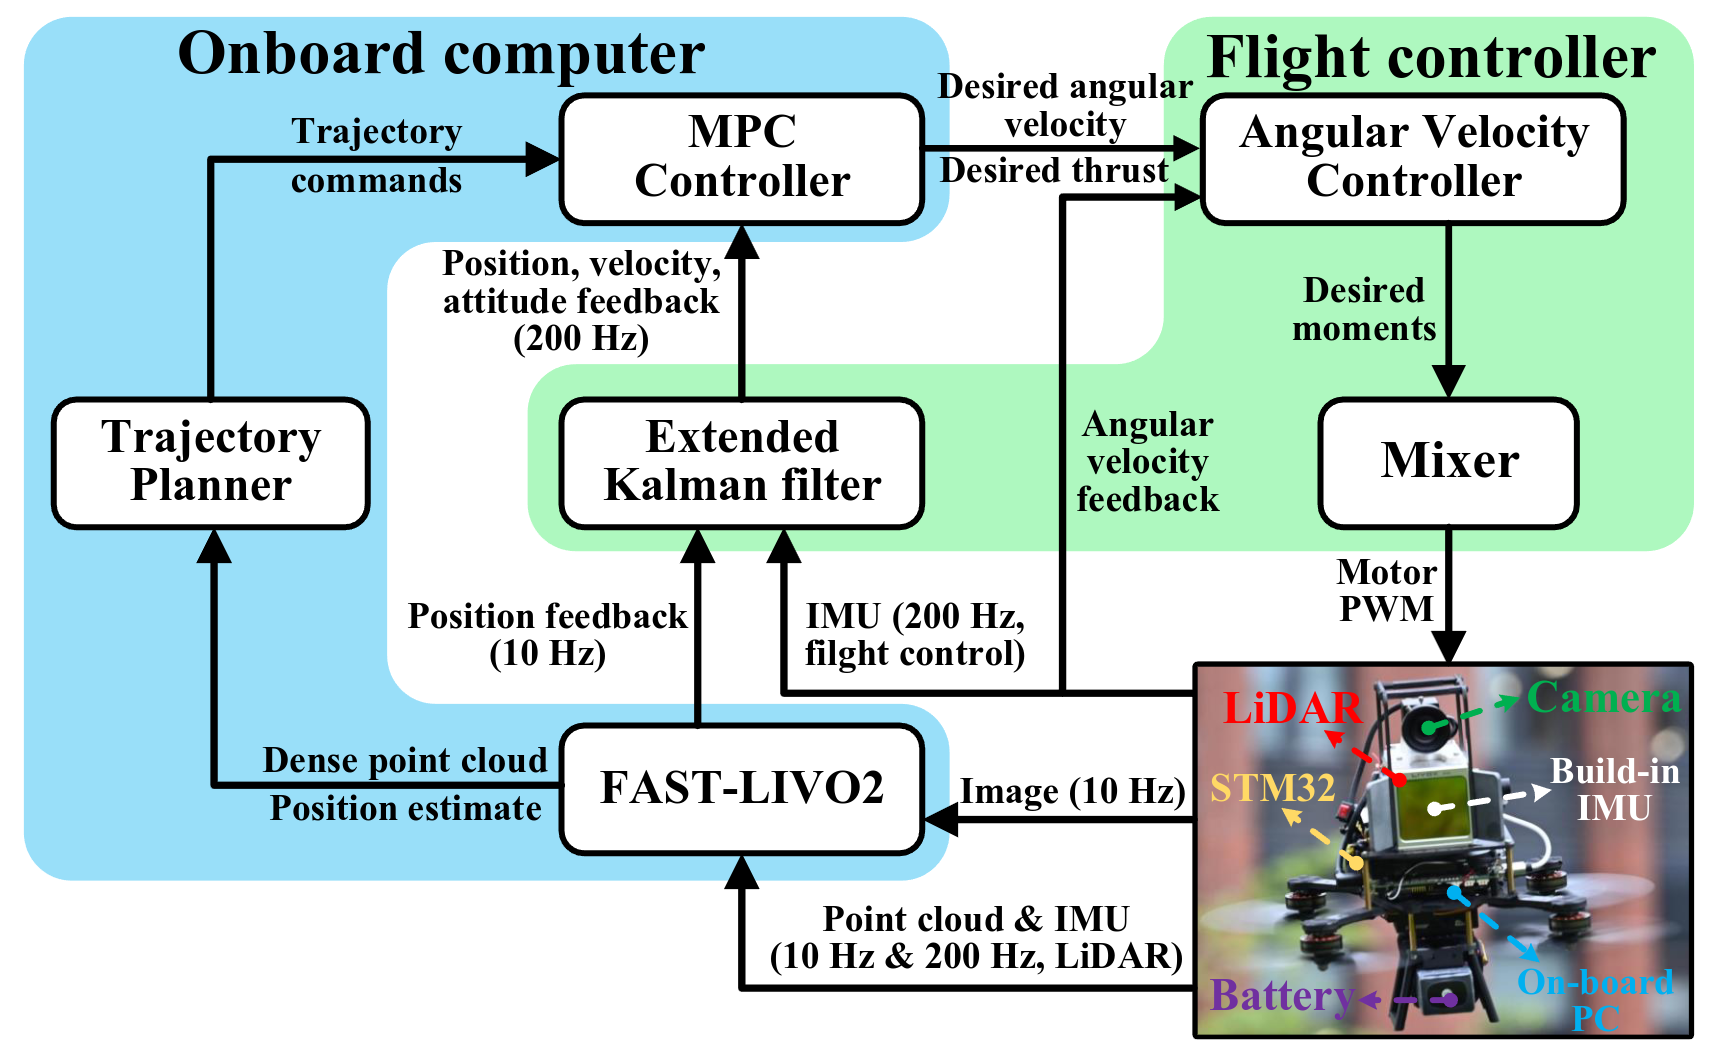 Onboard computer
Flight controller
Trajectory
commands
MPC
Controller
Desired angular
velocity
Desired thrust
Angular Velocity
Controller
Position, velocity,
attitude feedback
(200 Hz)
Desired
moments
Trajectory
Planner
Extended
Kalman filter
Angular
velocity
feedback
Mixer
Position feedback
(10 Hz)
IMU (200 Hz,
filght control)
Motor
PWM
Dense point cloud
Position estimate
FAST-LIVO2
Image (10 Hz)
Point cloud & IMU
(10 Hz & 200 Hz, LiDAR)
LiDAR
Camera
STM32
Build-in
IMU
Battery
On-board
PC